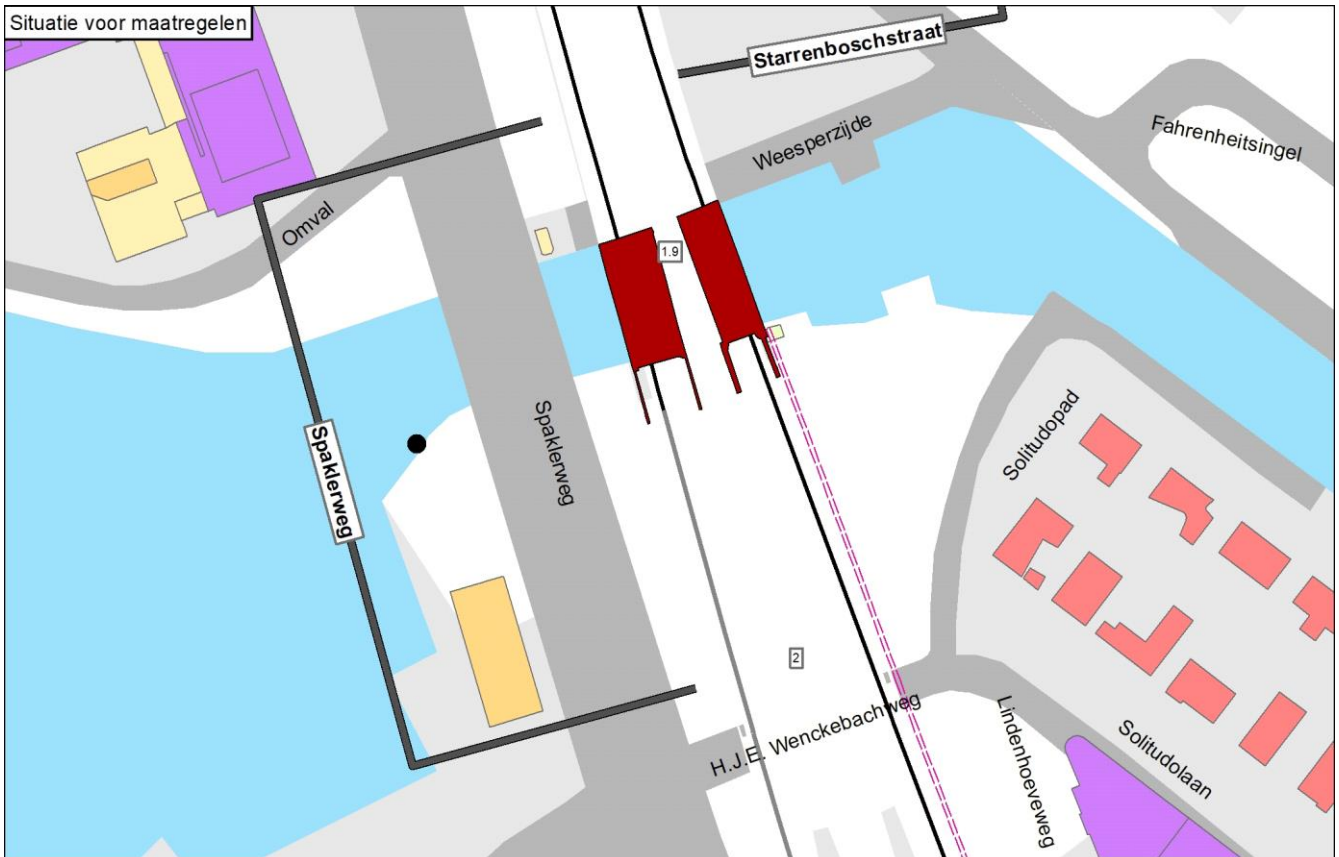 Situatie voor maatregelen
Starrenboschstraat
Weesperzijde
Fahrenheitsingel
Omval
1.9
Spaklerweg
Spaklerweg
Solitudopad
2
H.J.E. Wenckebachweg
Lindenhoeveweg
Solitudolaan